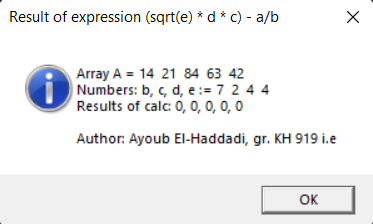 Result of expression (sqrt(e) * d * c) - a/b
Array A = 14 21 84 63 42
Numbers: b, c, d, e := 7 2 4 4
Results of calc: 0, 0, 0, 0, 0
Author: Ayoub El-Haddadi, gr. KH 919 i.e
OK